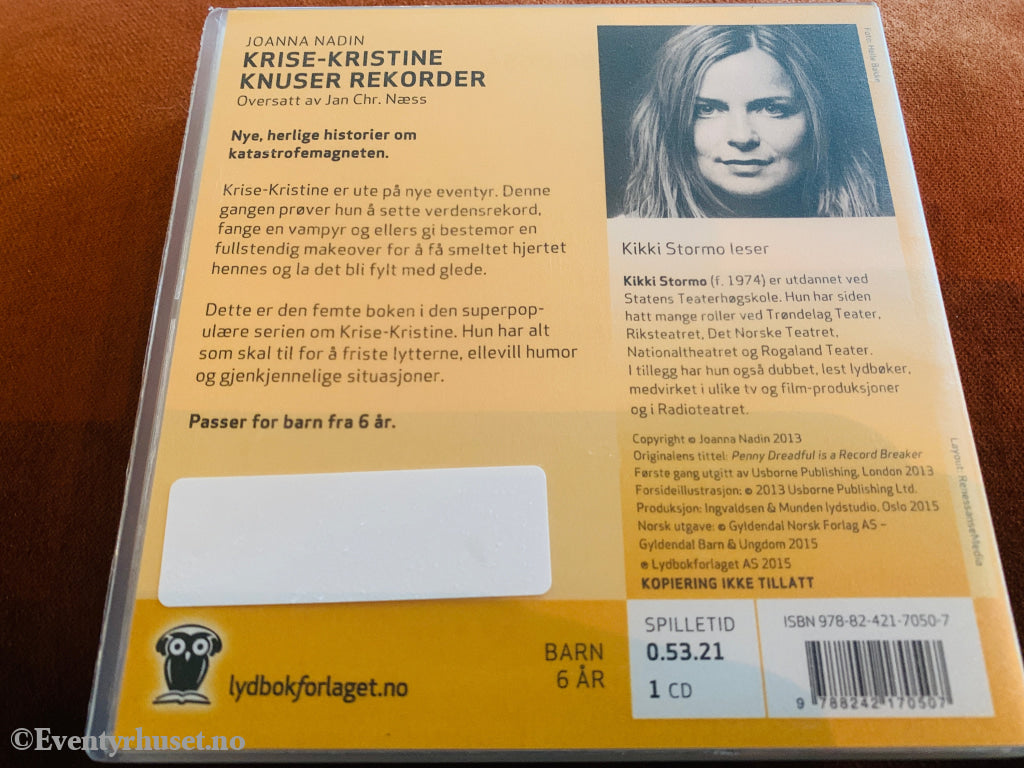 JOANNA NADIN
KRISE-KRISTINE
KNUSER REKORDER
Oversatt av Jan Chr. Næss
Nye, herlige historier om
katastrofemagneten.
Krise-Kristine er ute på nye eventyr. Denne
gangen prøver hun å sette verdensrekord,
fange en vampyr og ellers gi bestemor en
fullstendig makeover for å få smeltet hjertet
hennes og la det bli fylt med glede.
Dette er den femte boken i den superpop-
ulære serien om Krise-Kristine. Hun har alt
som skal til for å friste lytterne, ellevill humor
og gjenkjennelige situasjoner.
Passer for barn fra 6 år.
lydbokforlaget.no
BARN
6 ÅR
Foto: Helle Bakke
Kikki Stormo leser
Kikki Stormo (f. 1974) er utdannet ved
Statens Teaterhøgskole. Hun har siden
hatt mange roller ved Trøndelag Teater,
Riksteatret, Det Norske Teatret,
Nationaltheatret og Rogaland Teater.
I tillegg har hun også dubbet, lest lydbøker,
medvirket i ulike tv og film-produksjoner
og i Radioteatret.
Copyright © Joanna Nadin 2013
Originalens tittel: Penny Dreadful is a Record Breaker
Første gang utgitt av Usborne Publishing, London 2013
Forsideillustrasjon: © 2013 Usborne Publishing Ltd.
Produksjon: Ingvaldsen & Munden lydstudio, Oslo 2015
Norsk utgave: © Gyldendal Norsk Forlag AS –
Gyldendal Barn & Ungdom 2015
℗ Lydbokforlaget AS 2015
KOPIERING IKKE TILLATT
Layout: RenessanseMedia
SPILLETID
0.53.21
1 CD
ISBN 978-82-421-7050-7
9 788242 170507
©Eventyrhuset.no